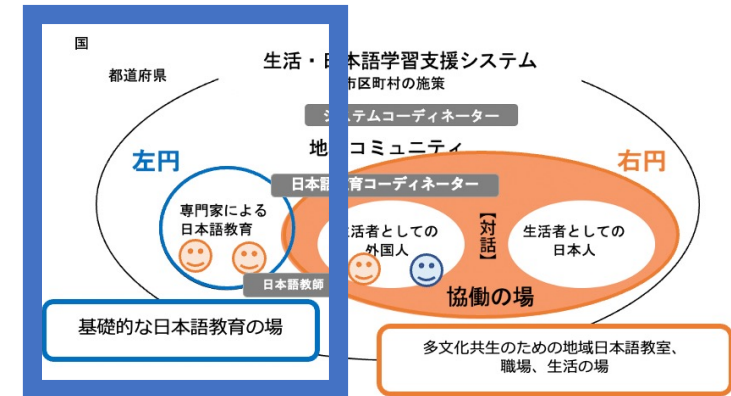 国
生活・日本語学習支援システム
都道府県
市区町村の施策
システムコーディネーター
地 コミュニティ
左円
右円
日本語 育コーディネーター
専門家による
日本語教育
活者としての
外国人
【対話】
生活者としての
日本人
日本語教師
協働の場
基礎的な日本語教育の場
多文化共生のための地域日本語教室、
職場、生活の場